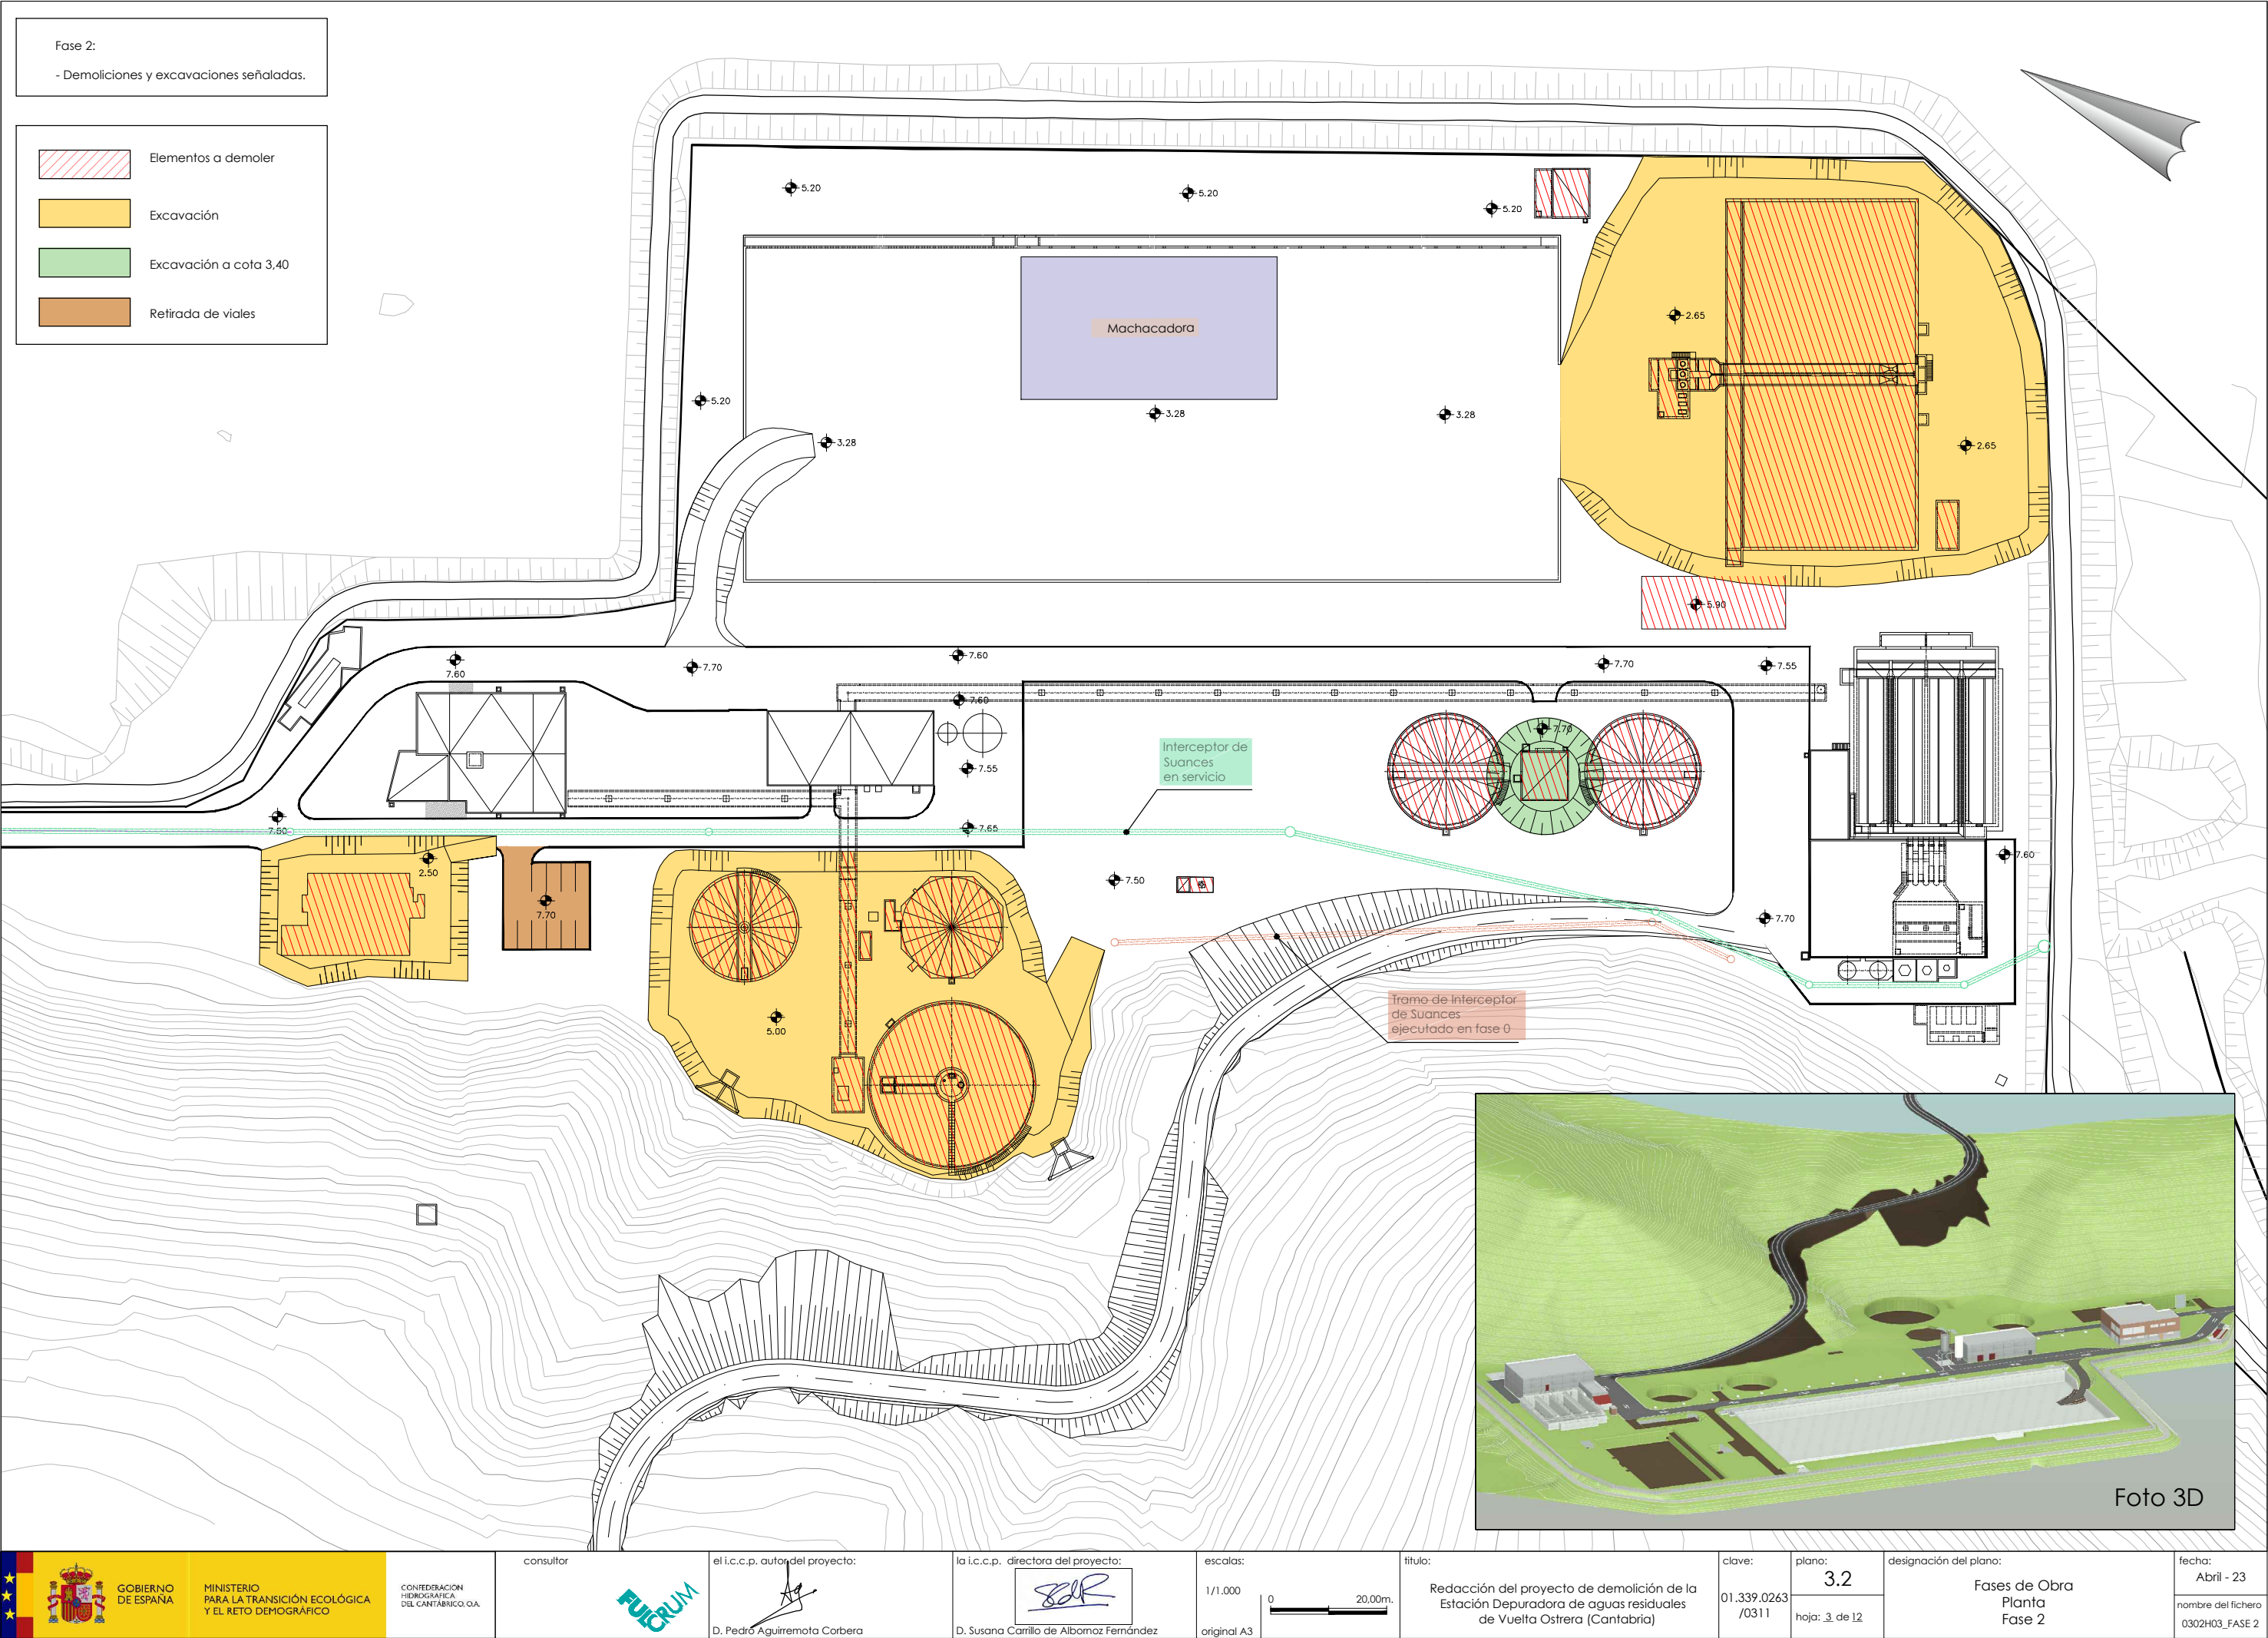 Fase 2:
- Demoliciones y excavaciones señaladas.
Elementos a demoler
Excavación
Excavación a cota 3,40
Retirada de viales
5.20
5.20
5.20
Machacadora
2.65
5.20
3.28
3.28
3.28
2.65
5.90
7.60
7.60
7.70
7.70
7.55
7.60
7.70
Interceptor de
Suances
en servicio
7.55
7.50
7.65
7.60
2.50
7.50
7.70
7.70
5.00
Tramo de Interceptor
de Suances
ejecutado en fase 0
Foto 3D
GOBIERNO
DE ESPAÑA
MINISTERIO
PARA LA TRANSICIÓN ECOLÓGICA
Y EL RETO DEMOGRÁFICO
CONFEDERACIÓN
HIDROGRÁFICA
DEL CANTÁBRICO, O.A.
consultor
FULCRUM
el i.c.c.p. autor del proyecto:
D. Pedro Aguirremota Corbera
la i.c.c.p. directora del proyecto:
D. Susana Carrillo de Albornoz Fernández
escalas:
1/1.000
0 20,00m.
original A3
título:
Redacción del proyecto de demolición de la
Estación Depuradora de aguas residuales
de Vuelta Ostrera (Cantabria)
clave:
01.339.0263
/0311
plano:
3.2
hoja: 3 de 12
designación del plano:
Fases de Obra
Planta
Fase 2
fecha:
Abril - 23
nombre del fichero
0302H03_FASE 2